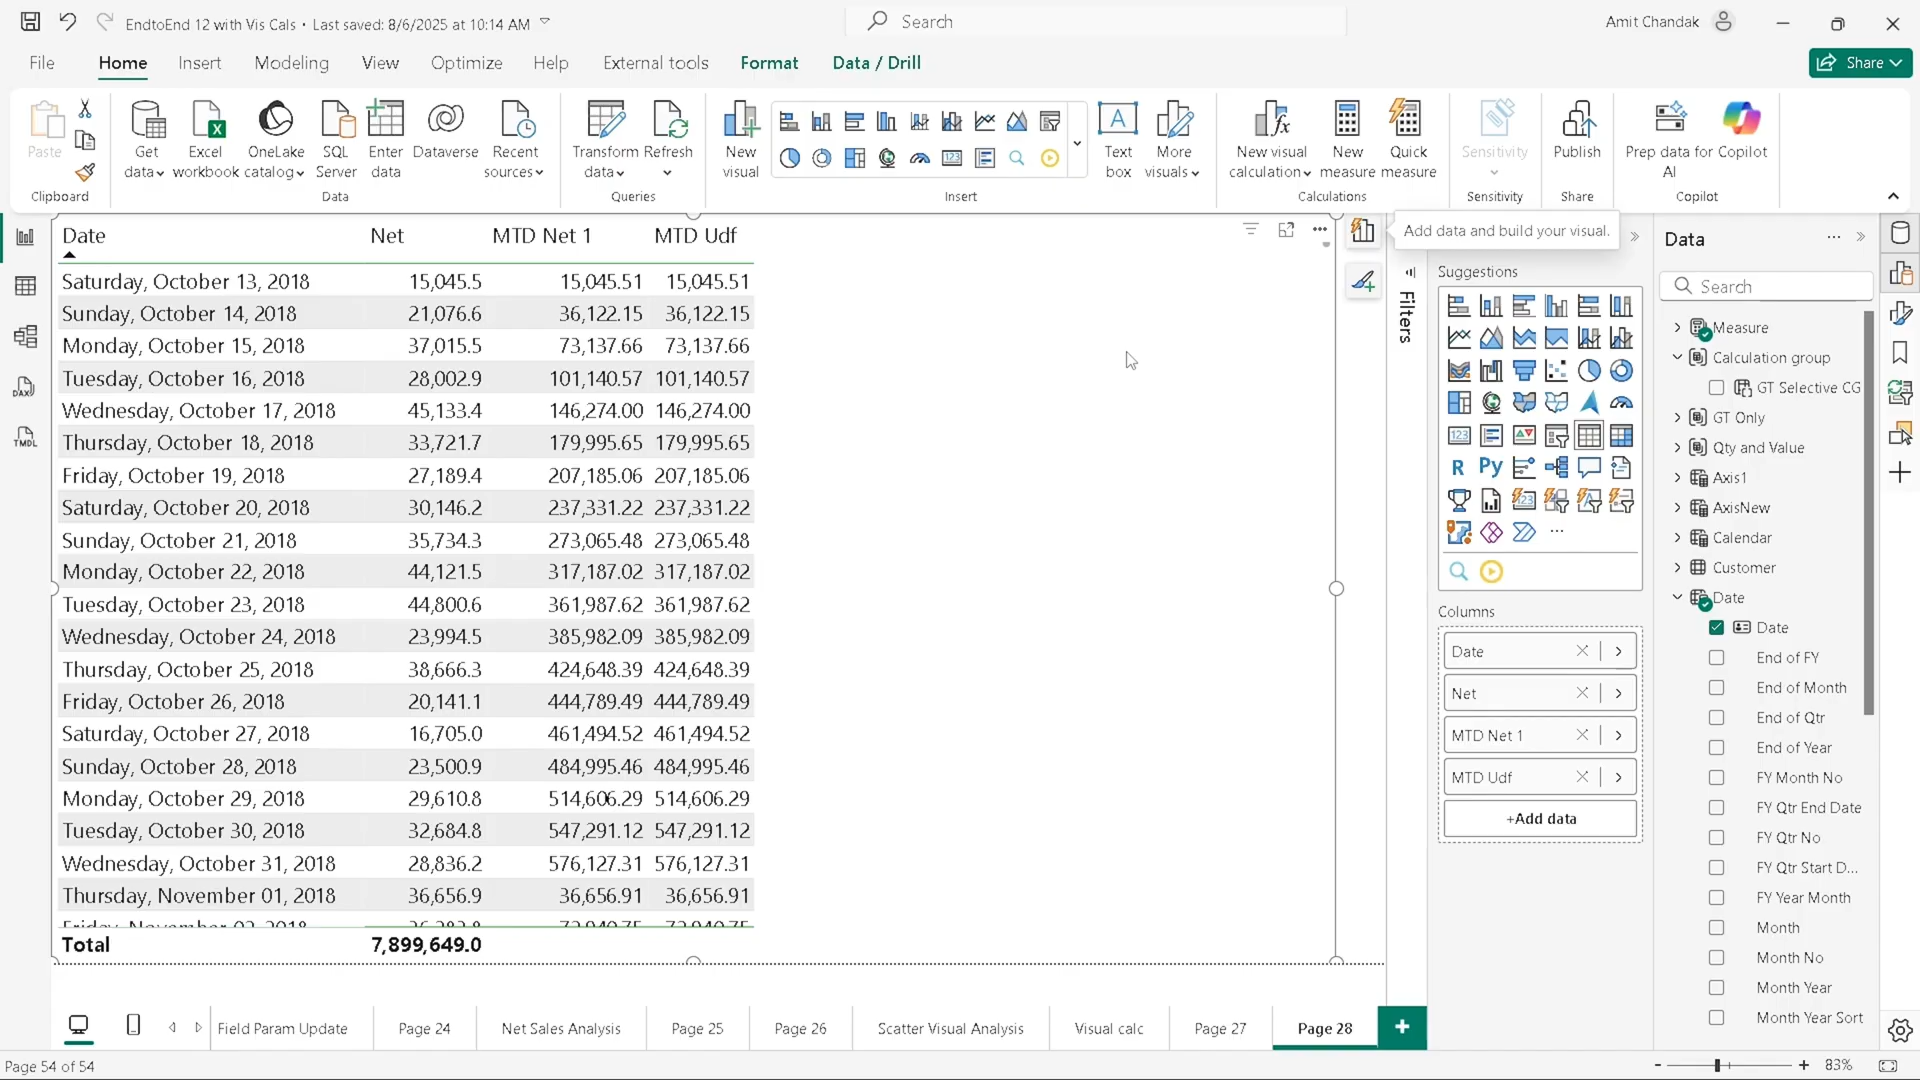 EndtoEnd 12 with Vis Cals • Last saved: 8/6/2025 at 10:14 AM
Search
Amit Chandak
File
Home
Insert
Modeling
View
Optimize
Help
External tools
Format
Data / Drill
Share
Paste
Get data
Excel workbook
OneLake catalog
SQL Server
Enter data
Dataverse
Recent sources
Transform data
Refresh
New visual
Text box
More visuals
New visual calculation
New measure
Quick measure
Sensitivity
Publish
Prep data for AI
Copilot
Clipboard
Data
Queries
Insert
Calculations
Sensitivity
Share
Copilot
Date Net MTD Net 1 MTD Udf
Saturday, October 13, 2018 15,045.5 15,045.51 15,045.51
Sunday, October 14, 2018 21,076.6 36,122.15 36,122.15
Monday, October 15, 2018 37,015.5 73,137.66 73,137.66
Tuesday, October 16, 2018 28,002.9 101,140.57 101,140.57
Wednesday, October 17, 2018 45,133.4 146,274.00 146,274.00
Thursday, October 18, 2018 33,721.7 179,995.65 179,995.65
Friday, October 19, 2018 27,189.4 207,185.06 207,185.06
Saturday, October 20, 2018 30,146.2 237,331.22 237,331.22
Sunday, October 21, 2018 35,734.3 273,065.48 273,065.48
Monday, October 22, 2018 44,121.5 317,187.02 317,187.02
Tuesday, October 23, 2018 44,800.6 361,987.62 361,987.62
Wednesday, October 24, 2018 23,994.5 385,982.09 385,982.09
Thursday, October 25, 2018 38,666.3 424,648.39 424,648.39
Friday, October 26, 2018 20,141.1 444,789.49 444,789.49
Saturday, October 27, 2018 16,705.0 461,494.52 461,494.52
Sunday, October 28, 2018 23,500.9 484,995.46 484,995.46
Monday, October 29, 2018 29,610.8 514,606.29 514,606.29
Tuesday, October 30, 2018 32,684.8 547,291.12 547,291.12
Wednesday, October 31, 2018 28,836.2 576,127.31 576,127.31
Thursday, November 01, 2018 36,656.9 36,656.91 36,656.91
Total 7,899,649.0
Filters
Add data and build your visual.
Suggestions
R Py
Columns
Date
Net
MTD Net 1
MTD Udf
+Add data
Data
Search
Measure
Calculation group
GT Selective CG
GT Only
Qty and Value
Axis1
AxisNew
Calendar
Customer
Date
Date
End of FY
End of Month
End of Qtr
End of Year
FY Month No
FY Qtr End Date
FY Qtr No
FY Qtr Start D...
FY Year Month
Month
Month No
Month Year
Month Year Sort
DAX
TMDL
Field Param Update
Page 24
Net Sales Analysis
Page 25
Page 26
Scatter Visual Analysis
Visual calc
Page 27
Page 28
Page 54 of 54
83%